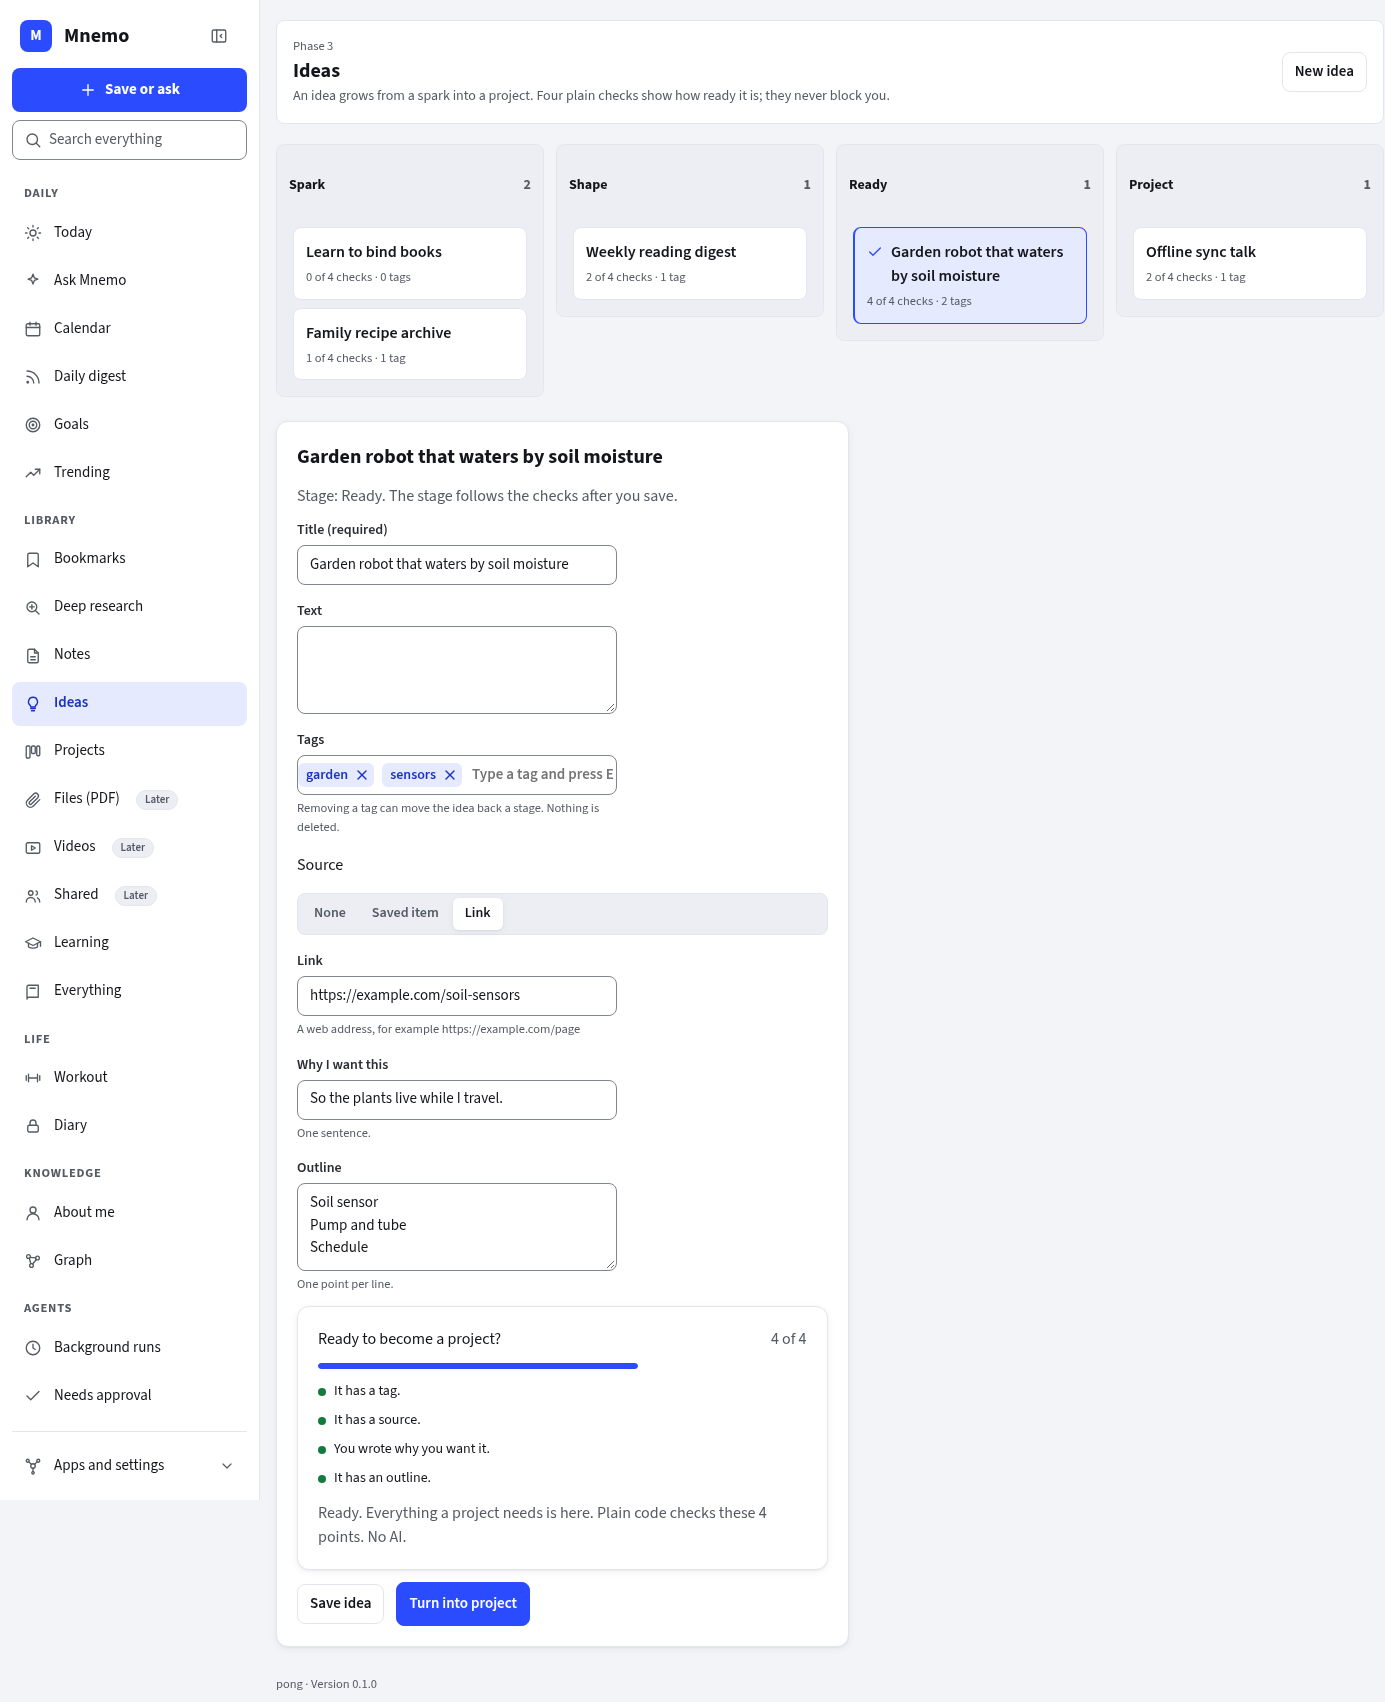 M
Mnemo
Save or ask
Search everything
DAILY
Today
Ask Mnemo
Calendar
Daily digest
Goals
Trending
LIBRARY
Bookmarks
Deep research
Notes
Ideas
Projects
Files (PDF) Later
Videos Later
Shared Later
Learning
Everything
LIFE
Workout
Diary
KNOWLEDGE
About me
Graph
AGENTS
Background runs
Needs approval
Apps and settings
Phase 3
Ideas
An idea grows from a spark into a project. Four plain checks show how ready it is; they never block you.
New idea
Spark 2
Learn to bind books
0 of 4 checks · 0 tags
Family recipe archive
1 of 4 checks · 1 tag
Shape 1
Weekly reading digest
2 of 4 checks · 1 tag
Ready 1
Garden robot that waters
by soil moisture
4 of 4 checks · 2 tags
Project 1
Offline sync talk
2 of 4 checks · 1 tag
Garden robot that waters by soil moisture
Stage: Ready. The stage follows the checks after you save.
Title (required)
Garden robot that waters by soil moisture
Text
Tags
garden sensors Type a tag and press E
Removing a tag can move the idea back a stage. Nothing is
deleted.
Source
None Saved item Link
Link
https://example.com/soil-sensors
A web address, for example https://example.com/page
Why I want this
So the plants live while I travel.
One sentence.
Outline
Soil sensor
Pump and tube
Schedule
One point per line.
Ready to become a project? 4 of 4
It has a tag.
It has a source.
You wrote why you want it.
It has an outline.
Ready. Everything a project needs is here. Plain code checks these 4
points. No AI.
Save idea Turn into project
pong · Version 0.1.0